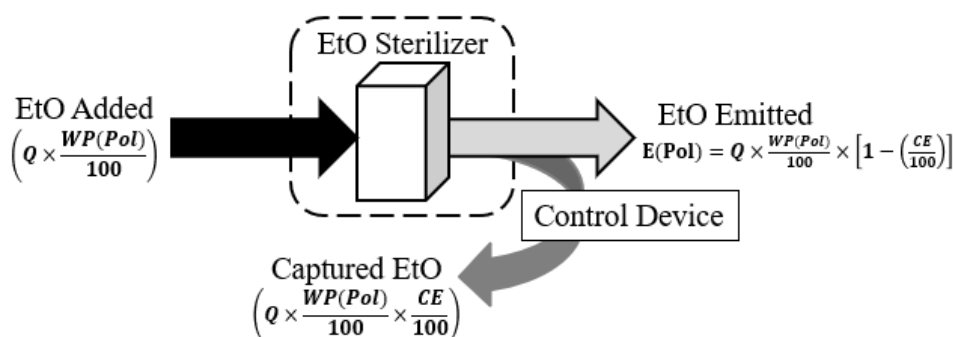 EtO Sterilizer
EtO Added
(Q × WP(Pol)/100)
EtO Emitted
E(Pol) = Q × WP(Pol)/100 × [1 − (CE/100)]
Control Device
Captured EtO
(Q × WP(Pol)/100 × CE/100)